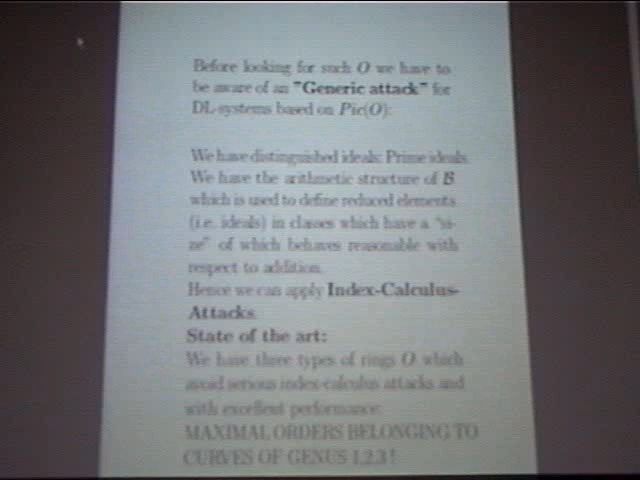 Before looking for such O we have to
be aware of an "Generic attack" for
DL-systems based on Pic(O):
We have distinguished ideals: Prime ideals.
We have the arithmetic structure of B
which is used to define reduced elements
(i.e. ideals) in classes which have a "si-
ze" of which behaves reasonable with
respect to addition.
Hence we can apply Index-Calculus-
Attacks.
State of the art:
We have three types of rings O which
avoid serious index-calculus attacks and
with excellent performance:
MAXIMAL ORDERS BELONGING TO
CURVES OF GENUS 1,2,3 !